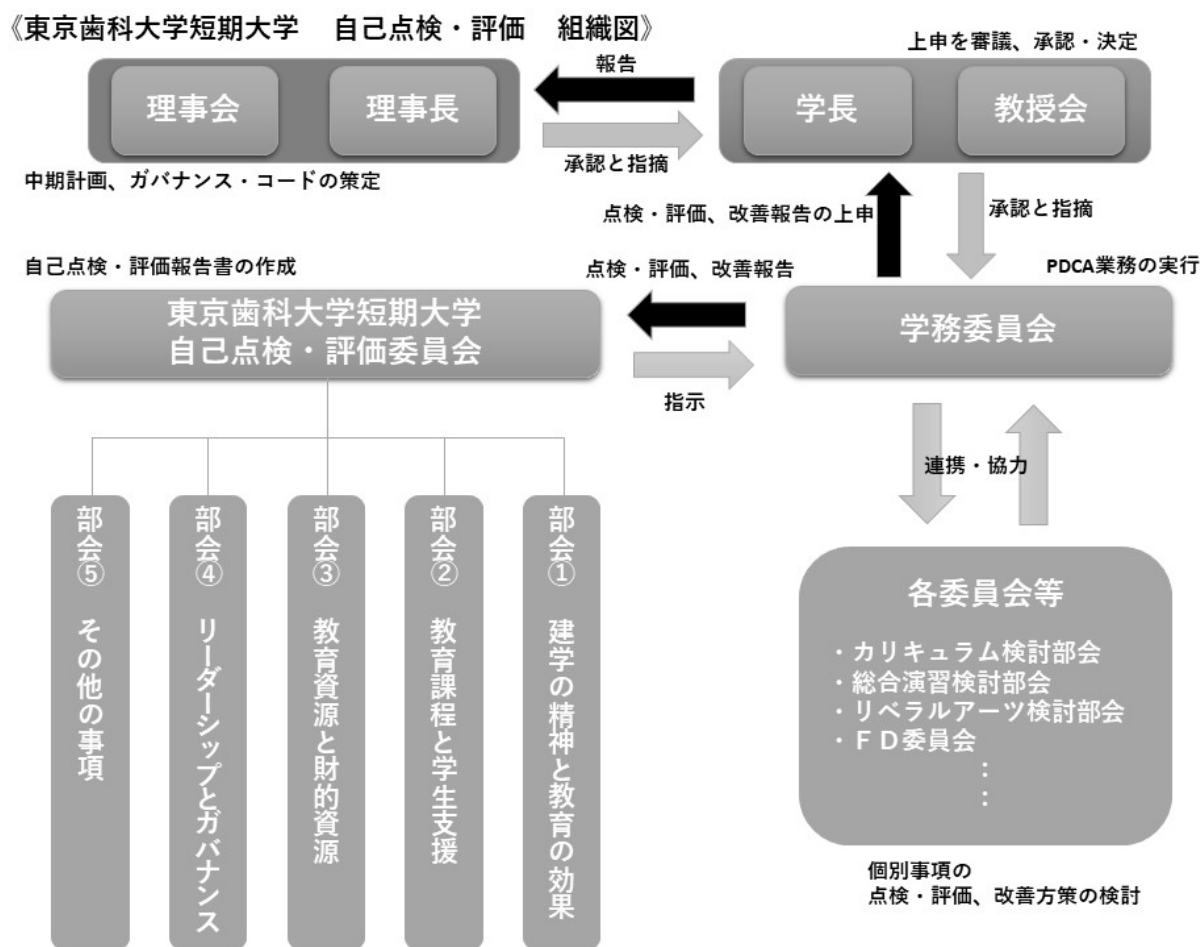 《東京歯科大学短期大学　自己点検・評価　組織図》
上申を審議、承認・決定
報告
理事会
理事長
学長
教授会
承認と指摘
中期計画、ガバナンス・コードの策定
点検・評価、改善報告の上申
承認と指摘
自己点検・評価報告書の作成
点検・評価、改善報告
PDCA業務の実行
東京歯科大学短期大学
自己点検・評価委員会
学務委員会
指示
連携・協力
部会①　建学の精神と教育の効果
部会②　教育課程と学生支援
部会③　教育資源と財的資源
部会④　リーダーシップとガバナンス
部会⑤　その他の事項
各委員会等
・カリキュラム検討部会
・総合演習検討部会
・リベラルアーツ検討部会
・ＦＤ委員会
：
：
個別事項の
点検・評価、改善方策の検討